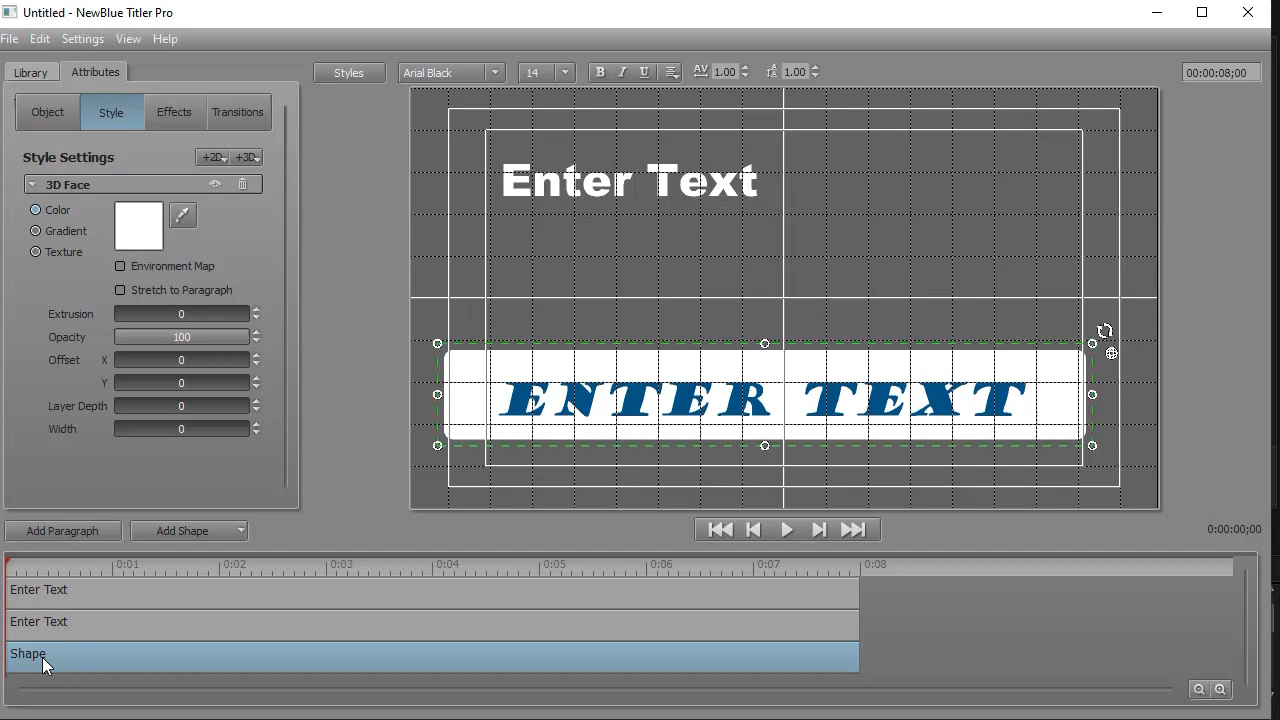 Untitled - NewBlue Titler Pro
File Edit Settings View Help
Library Attributes
Styles Arial Black 14 B I U AV 1.00 A 1.00 00:00:08;00
Object Style Effects Transitions
Style Settings +2D +3D
3D Face
Color
Gradient
Texture
Environment Map
Stretch to Paragraph
Extrusion 0
Opacity 100
Offset X 0
Y 0
Layer Depth 0
Width 0
Enter Text
ENTER TEXT
Add Paragraph Add Shape
0:00:00;00
0:01 0:02 0:03 0:04 0:05 0:06 0:07 0:08
Enter Text
Enter Text
Shape